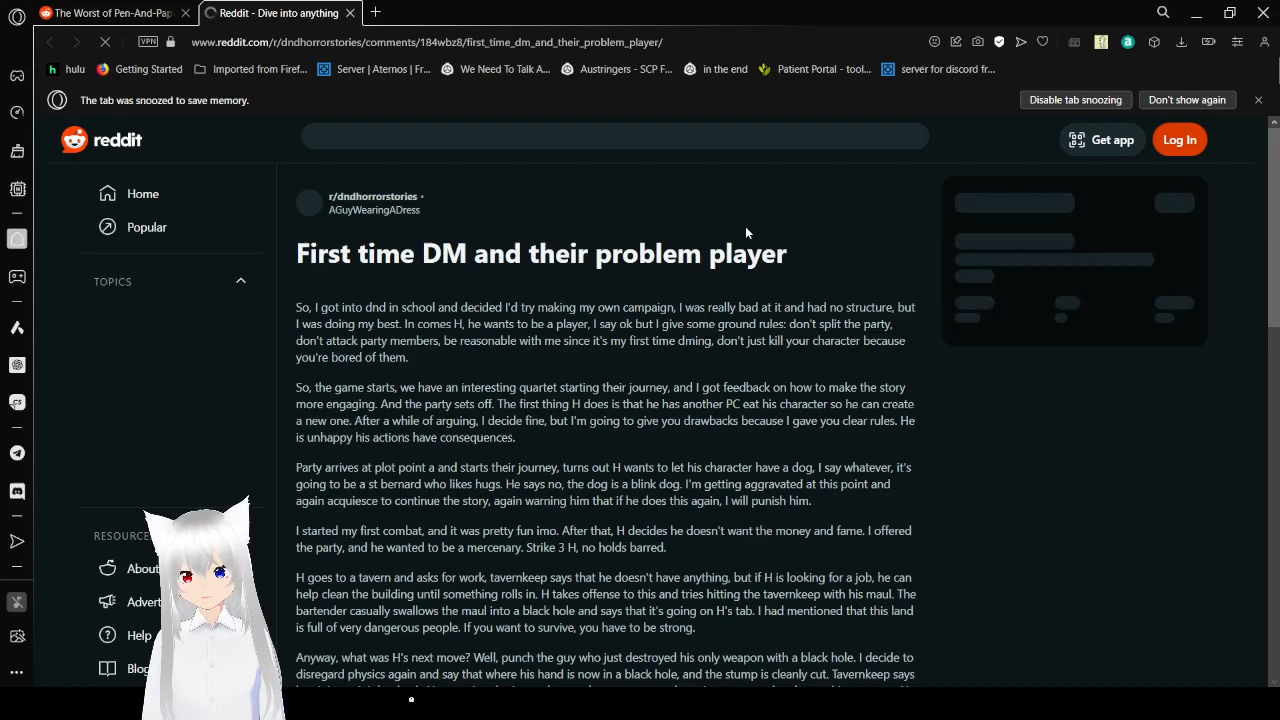 The Worst of Pen-And-Pap
Reddit - Dive into anything
VPN
www.reddit.com/r/dndhorrorstories/comments/184wbz8/first_time_dm_and_their_problem_player/
hulu
Getting Started
Imported from Firef...
Server | Aternos | Fr...
We Need To Talk A...
Austringers - SCP F...
in the end
Patient Portal - tool...
server for discord fr...
The tab was snoozed to save memory.
Disable tab snoozing
Don't show again
reddit
Get app
Log In
Home
Popular
TOPICS
RESOURCE
About
Advert
Help
Blog
r/dndhorrorstories •
AGuyWearingADress
First time DM and their problem player
So, I got into dnd in school and decided I'd try making my own campaign, I was really bad at it and had no structure, but
I was doing my best. In comes H, he wants to be a player, I say ok but I give some ground rules: don't split the party,
don't attack party members, be reasonable with me since it's my first time dming, don't just kill your character because
you're bored of them.
So, the game starts, we have an interesting quartet starting their journey, and I got feedback on how to make the story
more engaging. And the party sets off. The first thing H does is that he has another PC eat his character so he can create
a new one. After a while of arguing, I decide fine, but I'm going to give you drawbacks because I gave you clear rules. He
is unhappy his actions have consequences.
Party arrives at plot point a and starts their journey, turns out H wants to let his character have a dog, I say whatever, it's
going to be a st bernard who likes hugs. He says no, the dog is a blink dog. I'm getting aggravated at this point and
again acquiesce to continue the story, again warning him that if he does this again, I will punish him.
I started my first combat, and it was pretty fun imo. After that, H decides he doesn't want the money and fame. I offered
the party, and he wanted to be a mercenary. Strike 3 H, no holds barred.
H goes to a tavern and asks for work, tavernkeep says that he doesn't have anything, but if H is looking for a job, he can
help clean the building until something rolls in. H takes offense to this and tries hitting the tavernkeep with his maul. The
bartender casually swallows the maul into a black hole and says that it's going on H's tab. I had mentioned that this land
is full of very dangerous people. If you want to survive, you have to be strong.
Anyway, what was H's next move? Well, punch the guy who just destroyed his only weapon with a black hole. I decide to
disregard physics again and say that where his hand is now in a black hole, and the stump is cleanly cut. Tavernkeep says